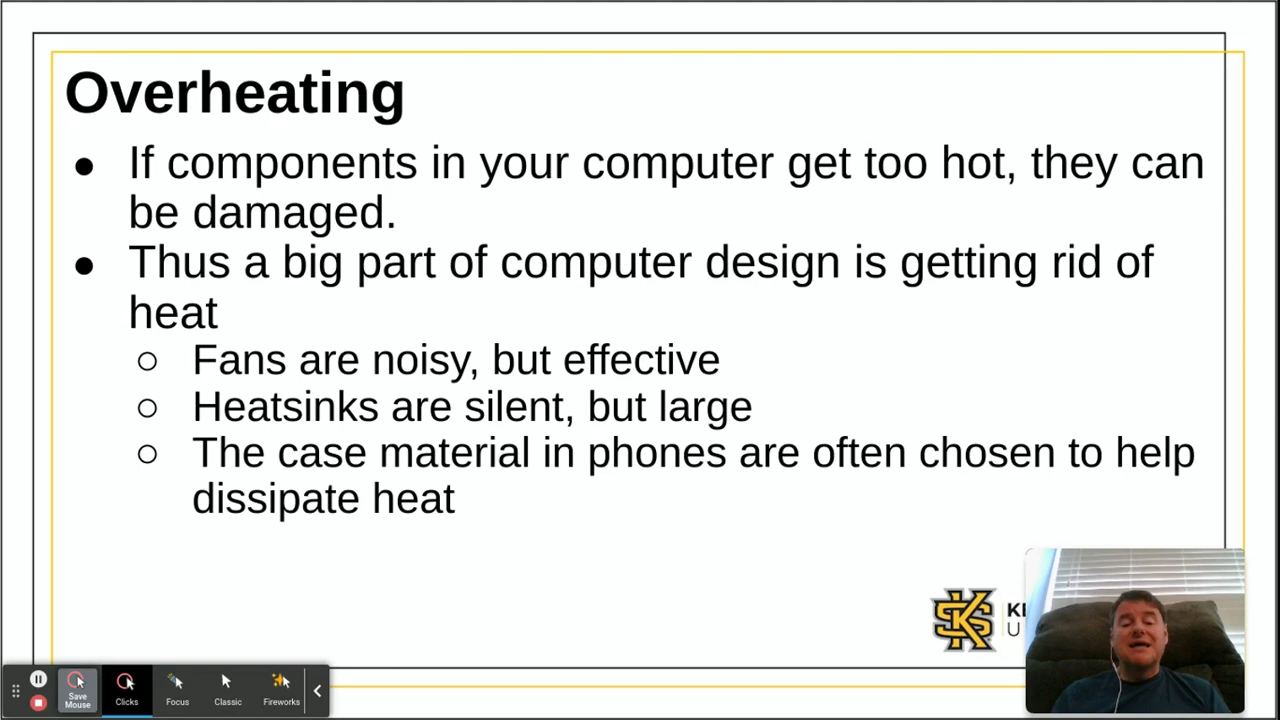 Overheating
● If components in your computer get too hot, they can
be damaged.
● Thus a big part of computer design is getting rid of
heat
○ Fans are noisy, but effective
○ Heatsinks are silent, but large
○ The case material in phones are often chosen to help
dissipate heat
KS
Save
Mouse
Clicks
Focus
Classic
Fireworks